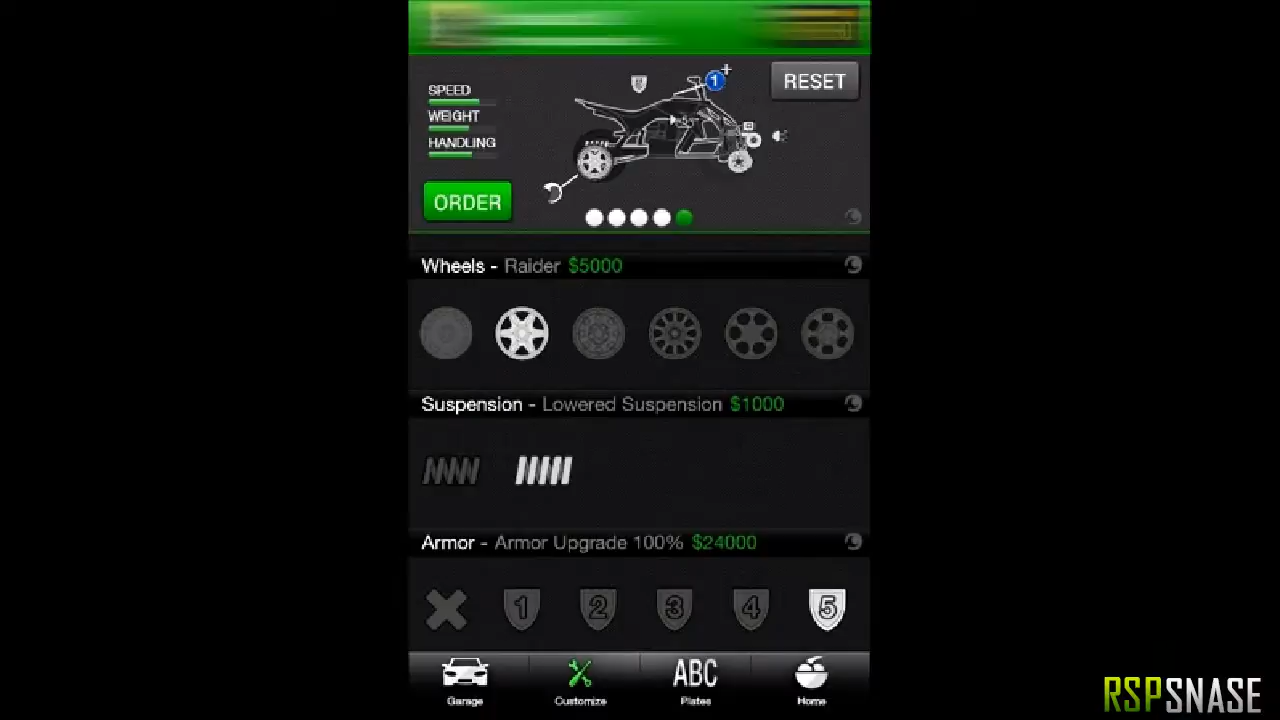 SPEED
WEIGHT
HANDLING
1
RESET
ORDER
Wheels - Raider $5000
Suspension - Lowered Suspension $1000
Armor - Armor Upgrade 100% $24000
1 2 3 4 5
Garage Customize ABC Plates Home
RSPSNASE